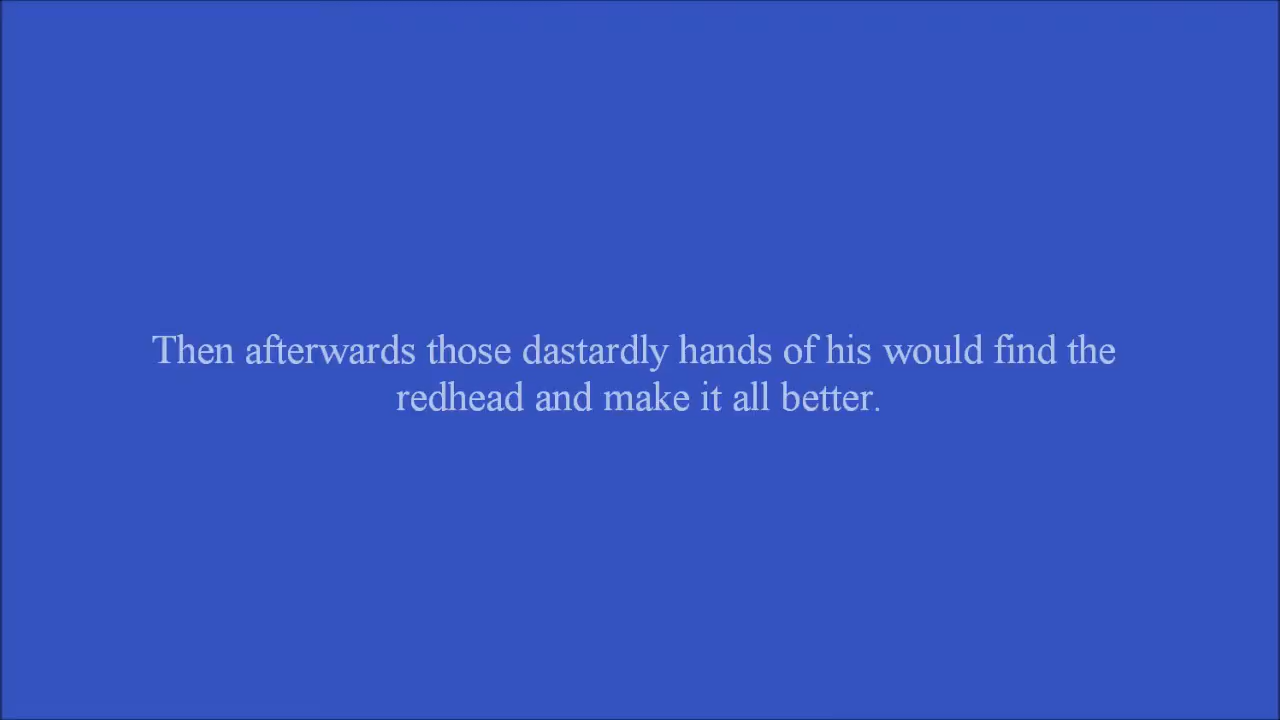 Then afterwards those dastardly hands of his would find the
redhead and make it all better.